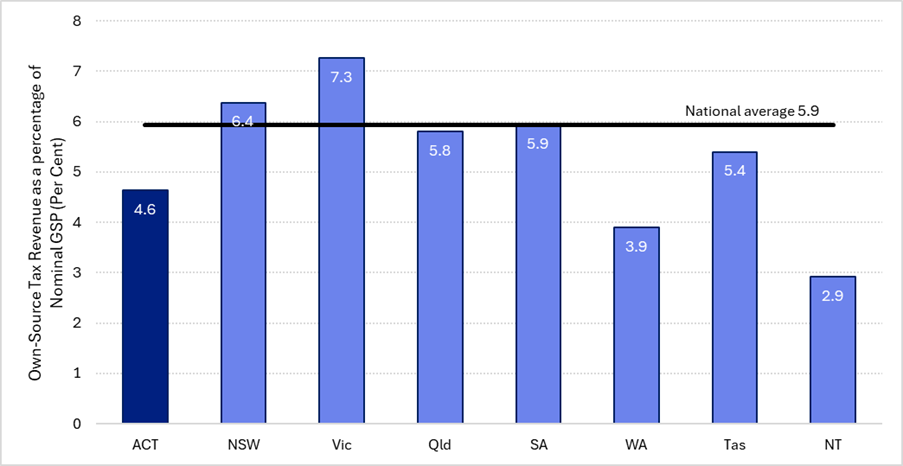 Own-Source Tax Revenue as a percentage of
Nominal GSP (Per Cent)
8
7
6
5
4
3
2
1
0
National average 5.9
4.6
6.4
7.3
5.8
5.9
3.9
5.4
2.9
ACT
NSW
Vic
Qld
SA
WA
Tas
NT